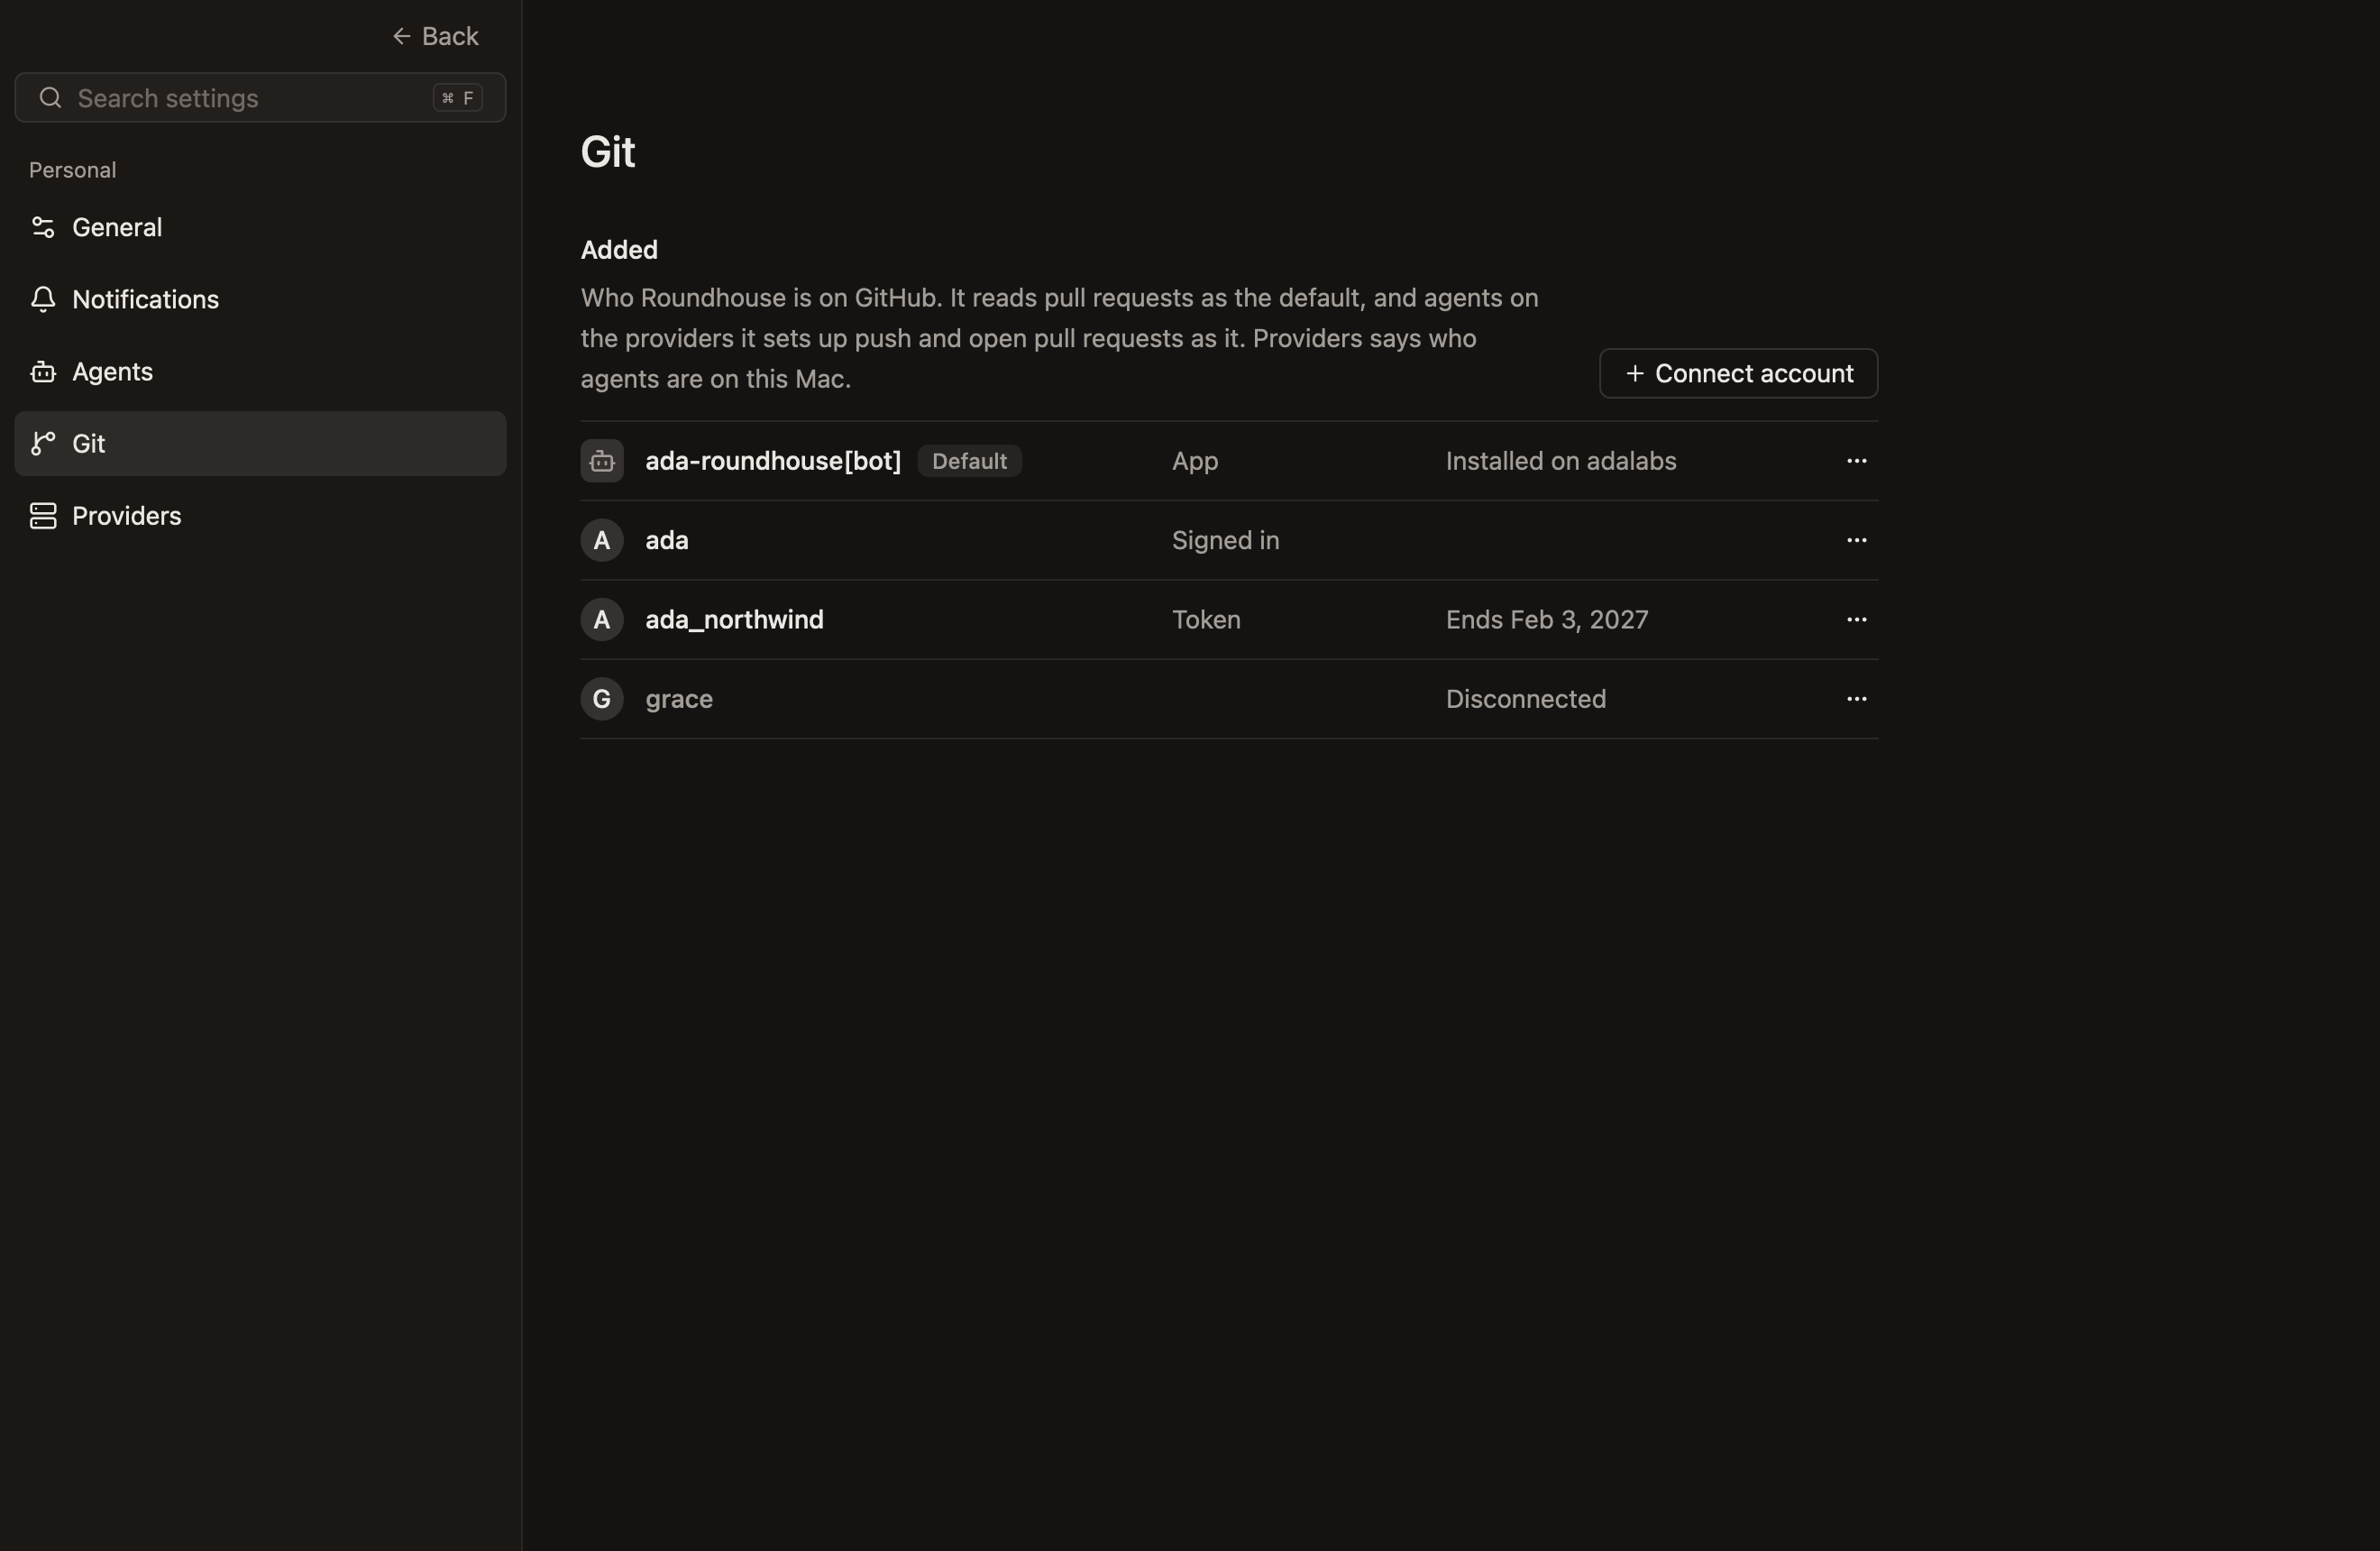 Back
Search settings
⌘ F
Personal
General
Notifications
Agents
Git
Providers
Git
Added
Who Roundhouse is on GitHub. It reads pull requests as the default, and agents on
the providers it sets up push and open pull requests as it. Providers says who
agents are on this Mac.
Connect account
ada-roundhouse[bot] Default App Installed on adalabs
A ada Signed in
A ada_northwind Token Ends Feb 3, 2027
G grace Disconnected